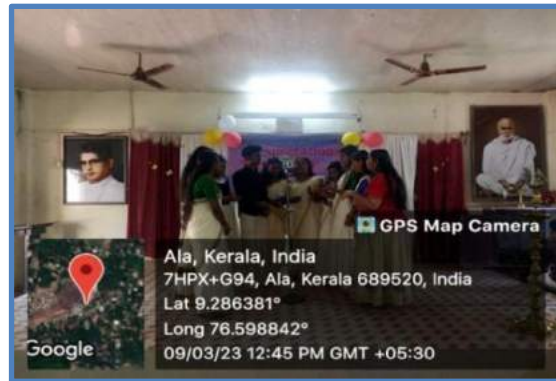 GPS Map Camera
Ala, Kerala, India
7HPX+G94, Ala, Kerala 689520, India
Lat 9.286381°
Long 76.598842°
09/03/23 12:45 PM GMT +05:30
Google